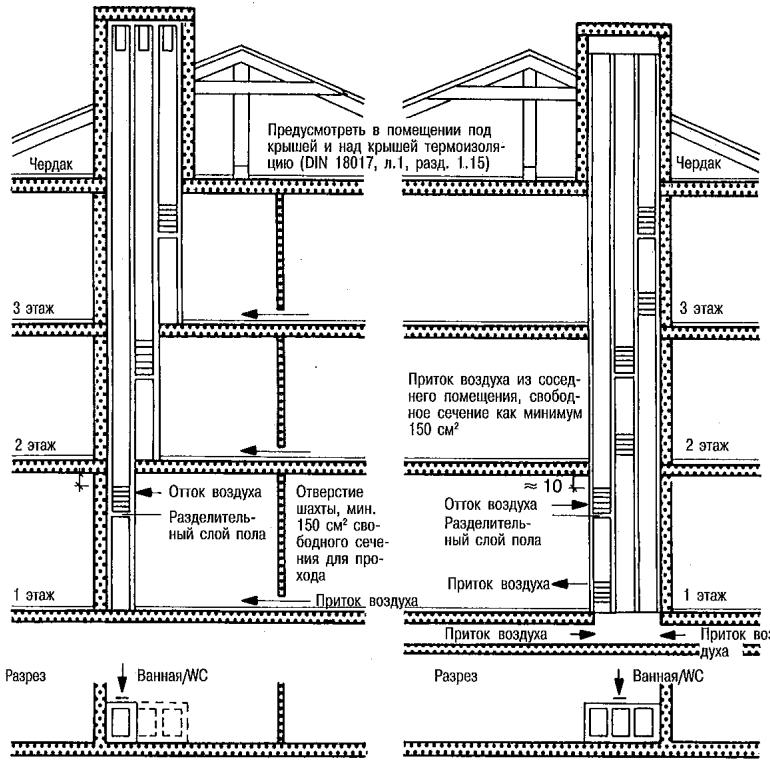 Предусмотреть в помещении под
крышей и над крышей термоизоля-
цию (DIN 18017, л.1, разд. 1.15)
Чердак
Чердак
3 этаж
3 этаж
Приток воздуха из сосед-
него помещения, свобод-
ное сечение как минимум
150 см²
2 этаж
2 этаж
Отток воздуха
Разделитель-
ный слой пола
Отверстие
шахты, мин.
150 см² сво-
бодного сече-
ния для про-
хода
≈ 10
Отток воздуха
Разделитель-
ный слой пола
Приток воздуха
1 этаж
Приток воздуха
1 этаж
Приток воздуха
Приток воз-
духа
Разрез
Ванная/WC
Разрез
Ванная/WC